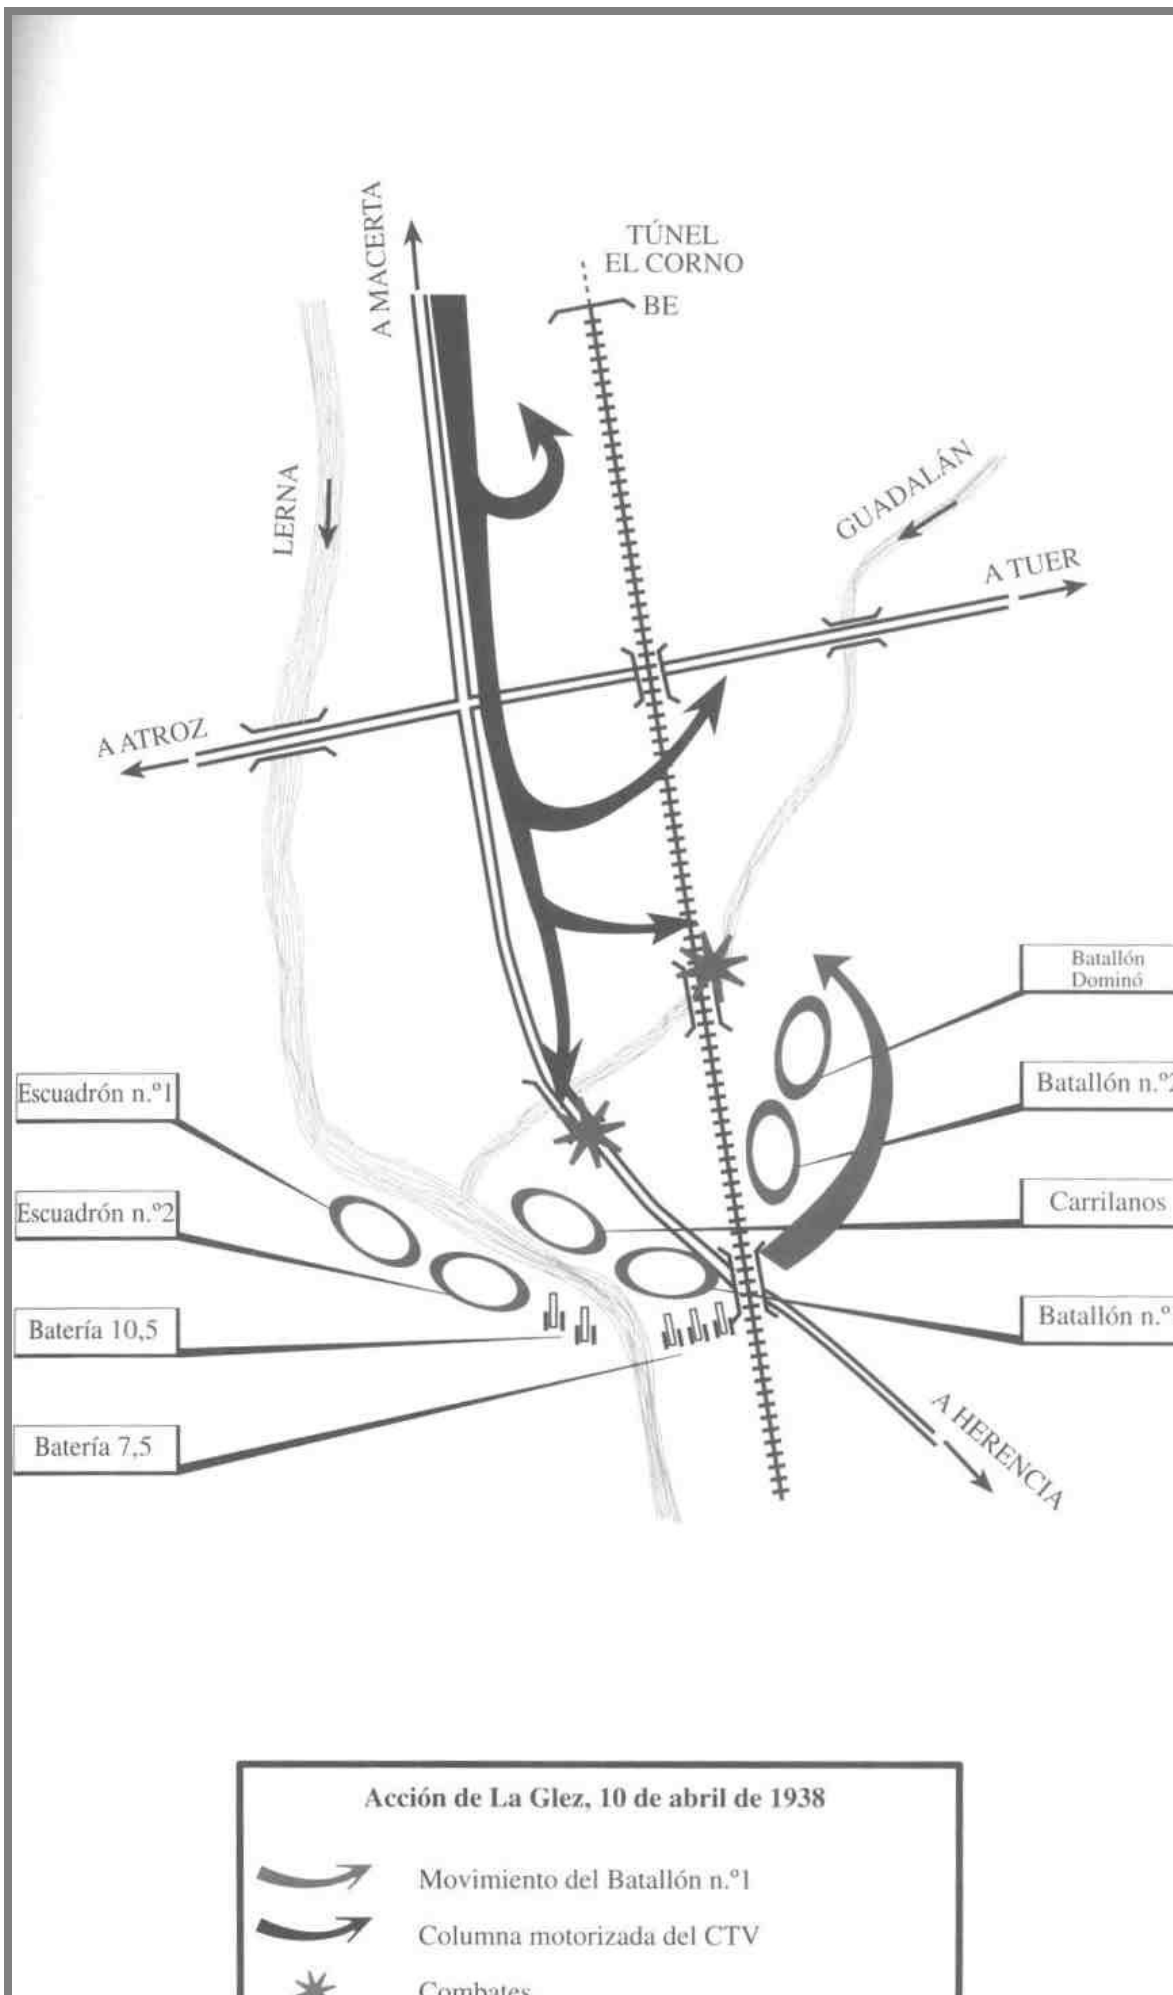 A MACERTA
TÚNEL
EL CORNO
BE
LERNA
GUADALÁN
A TUER
A ATROZ
Batallón
Dominó
Escuadrón n.º1
Batallón n.º2
Escuadrón n.º2
Carrilanos
Batería 10,5
Batallón n.º
Batería 7,5
A HERENCIA
Acción de La Glez, 10 de abril de 1938
Movimiento del Batallón n.º1
Columna motorizada del CTV
Combates